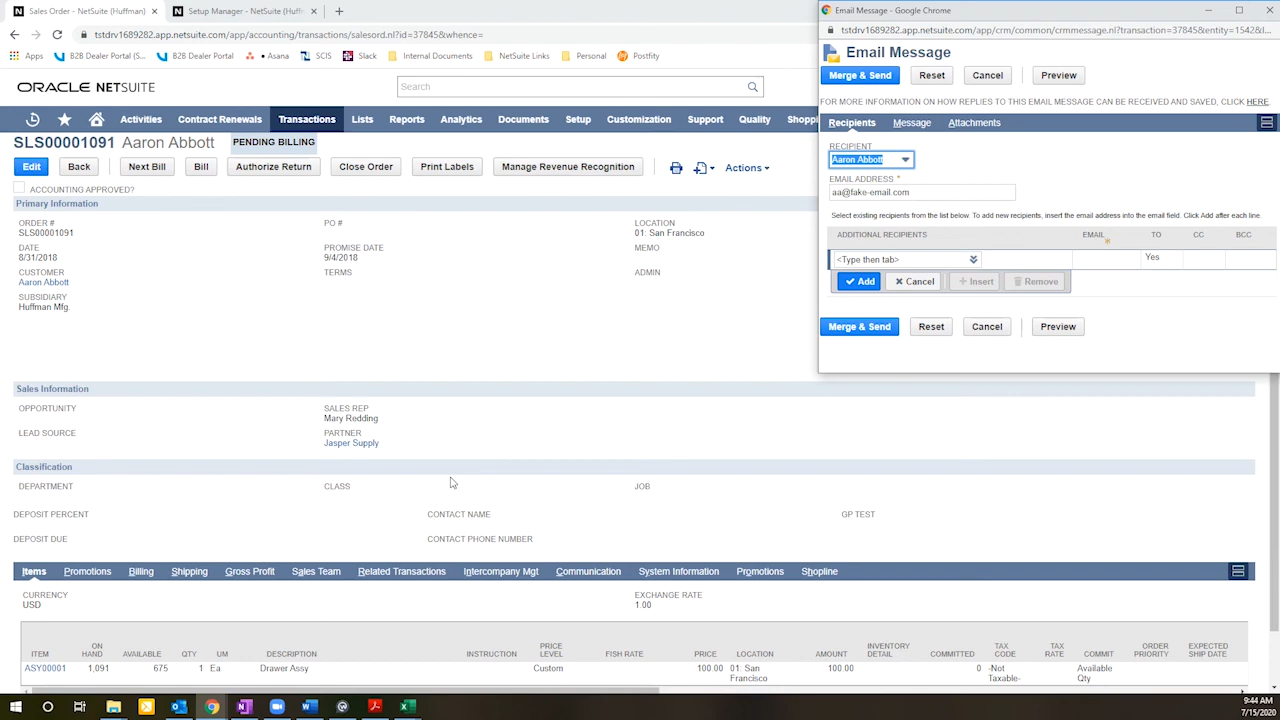 Sales Order - NetSuite (Huffman)
Setup Manager - NetSuite (Huff
tstdrv1689282.app.netsuite.com/app/accounting/transactions/salesord.nl?id=37845&whence=
Apps
B2B Dealer Portal (S...
B2B Dealer Portal
Asana
SCIS
Slack
Internal Documents
NetSuite Links
Personal
Postfity
ORACLE NETSUITE
Search
Activities
Contract Renewals
Transactions
Lists
Reports
Analytics
Documents
Setup
Customization
Support
Quality
Shoppi
SLS00001091 Aaron Abbott
PENDING BILLING
Edit
Back
Next Bill
Bill
Authorize Return
Close Order
Print Labels
Manage Revenue Recognition
Actions
ACCOUNTING APPROVED?
Primary Information
ORDER #
SLS00001091
DATE
8/31/2018
CUSTOMER
Aaron Abbott
SUBSIDIARY
Huffman Mfg.
PO #
PROMISE DATE
9/4/2018
TERMS
LOCATION
01: San Francisco
MEMO
ADMIN
Sales Information
OPPORTUNITY
LEAD SOURCE
SALES REP
Mary Redding
PARTNER
Jasper Supply
Classification
DEPARTMENT
CLASS
JOB
DEPOSIT PERCENT
CONTACT NAME
GP TEST
DEPOSIT DUE
CONTACT PHONE NUMBER
Items
Promotions
Billing
Shipping
Gross Profit
Sales Team
Related Transactions
Intercompany Mgt
Communication
System Information
Promotions
Shopline
CURRENCY
USD
EXCHANGE RATE
1.00
ITEM
ON HAND
AVAILABLE
QTY
UM
DESCRIPTION
INSTRUCTION
PRICE LEVEL
FISH RATE
PRICE
LOCATION
AMOUNT
INVENTORY DETAIL
COMMITTED
TAX CODE
TAX RATE
COMMIT
ORDER PRIORITY
EXPECTED SHIP DATE
ASY00001
1,091
675
1
Ea
Drawer Assy
Custom
100.00
01: San Francisco
100.00
0
-Not Taxable-
Available Qty
Email Message - Google Chrome
tstdrv1689282.app.netsuite.com/app/crm/common/crmmessage.nl?transaction=37845&entity=1542&l...
Email Message
Merge & Send
Reset
Cancel
Preview
FOR MORE INFORMATION ON HOW REPLIES TO THIS EMAIL MESSAGE CAN BE RECEIVED AND SAVED, CLICK HERE.
Recipients
Message
Attachments
RECIPIENT
Aaron Abbott
EMAIL ADDRESS *
aa@fake-email.com
Select existing recipients from the list below. To add new recipients, insert the email address into the email field. Click Add after each line.
ADDITIONAL RECIPIENTS
EMAIL
TO
CC
BCC
<Type then tab>
Yes
Add
Cancel
Insert
Remove
Merge & Send
Reset
Cancel
Preview
9:44 AM
7/15/2020